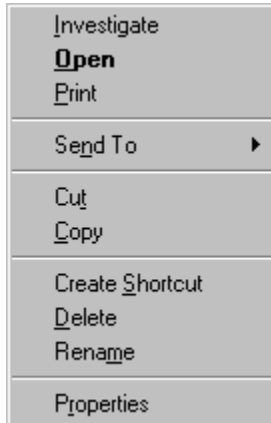 Investigate
Open
Print
Send To
Cut
Copy
Create Shortcut
Delete
Rename
Properties